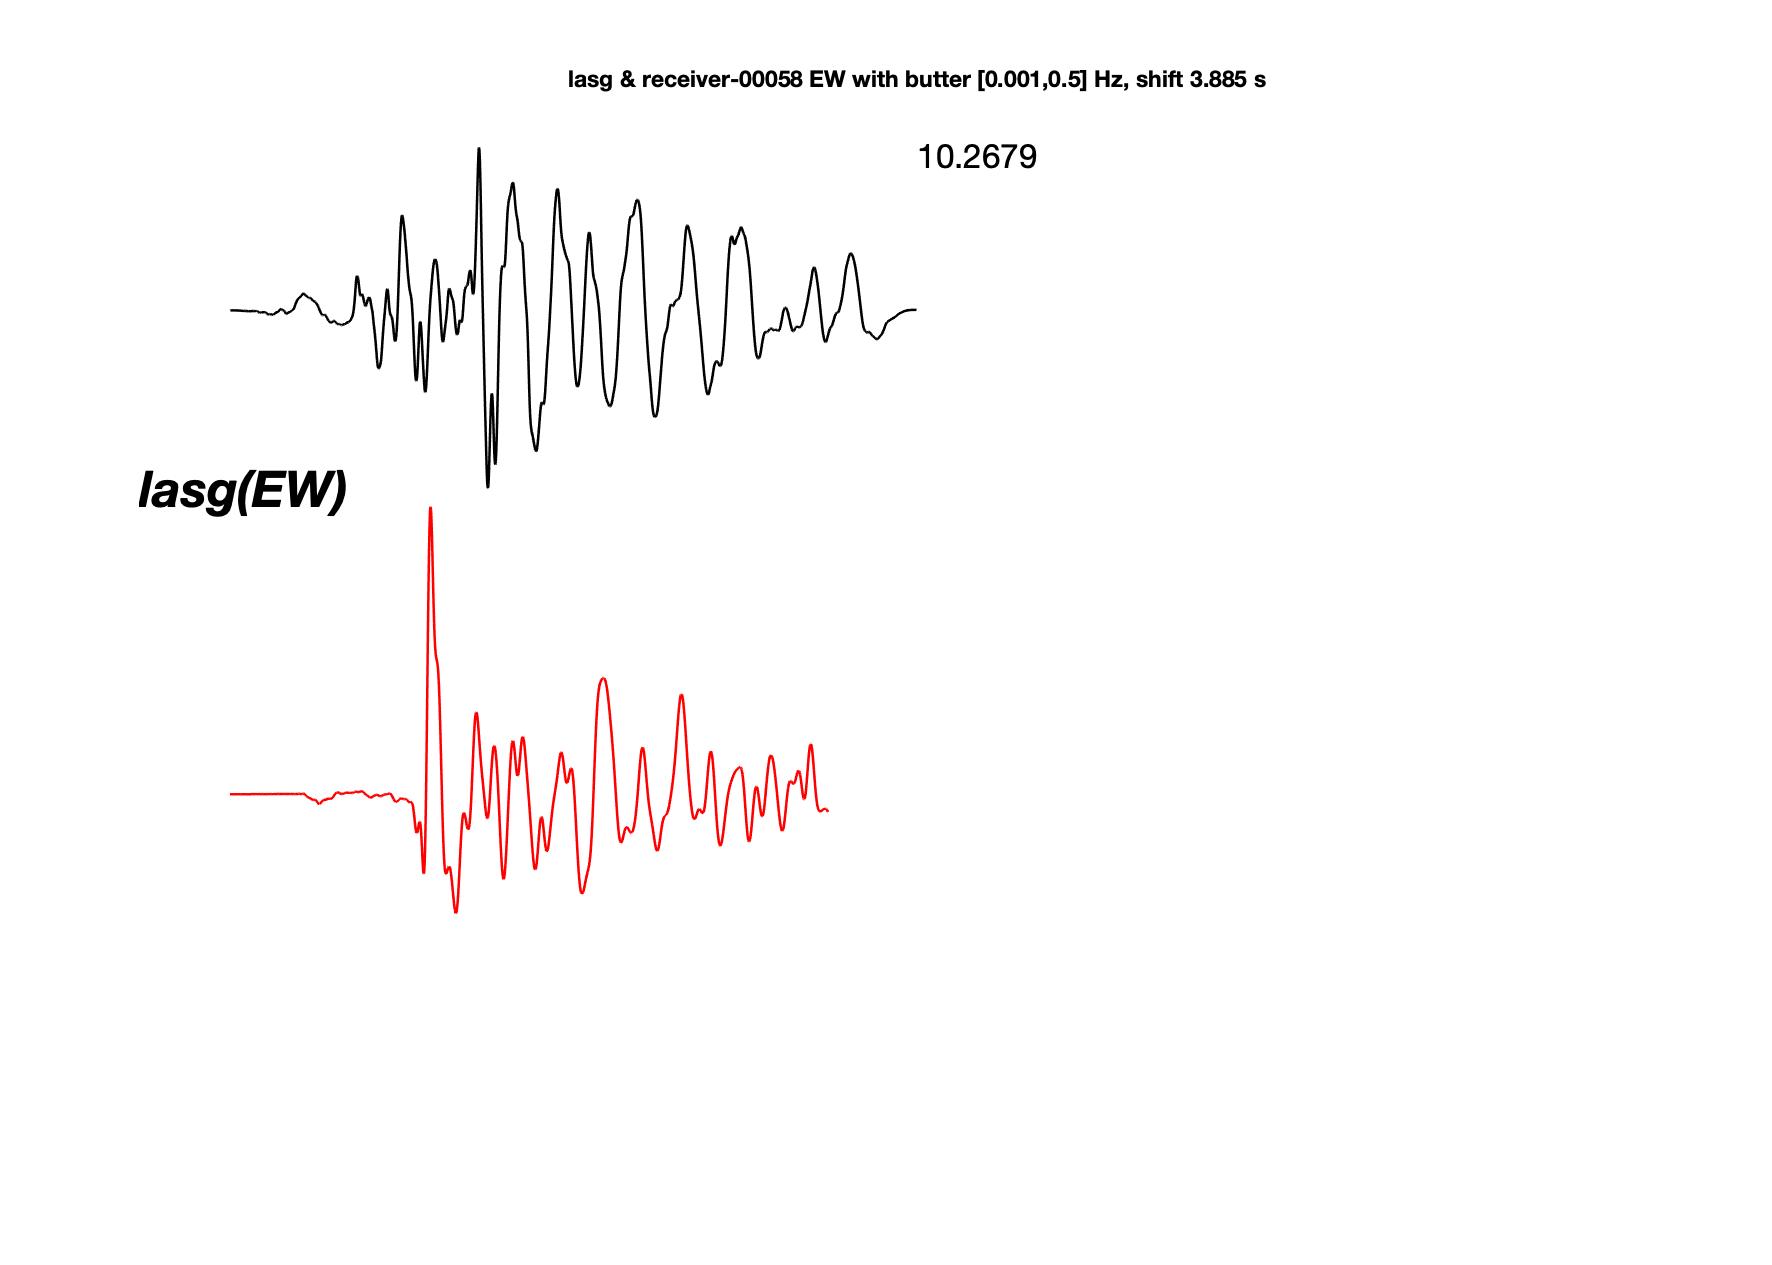 lasg & receiver-00058 EW with butter [0.001,0.5] Hz, shift 3.885 s
10.2679
lasg(EW)